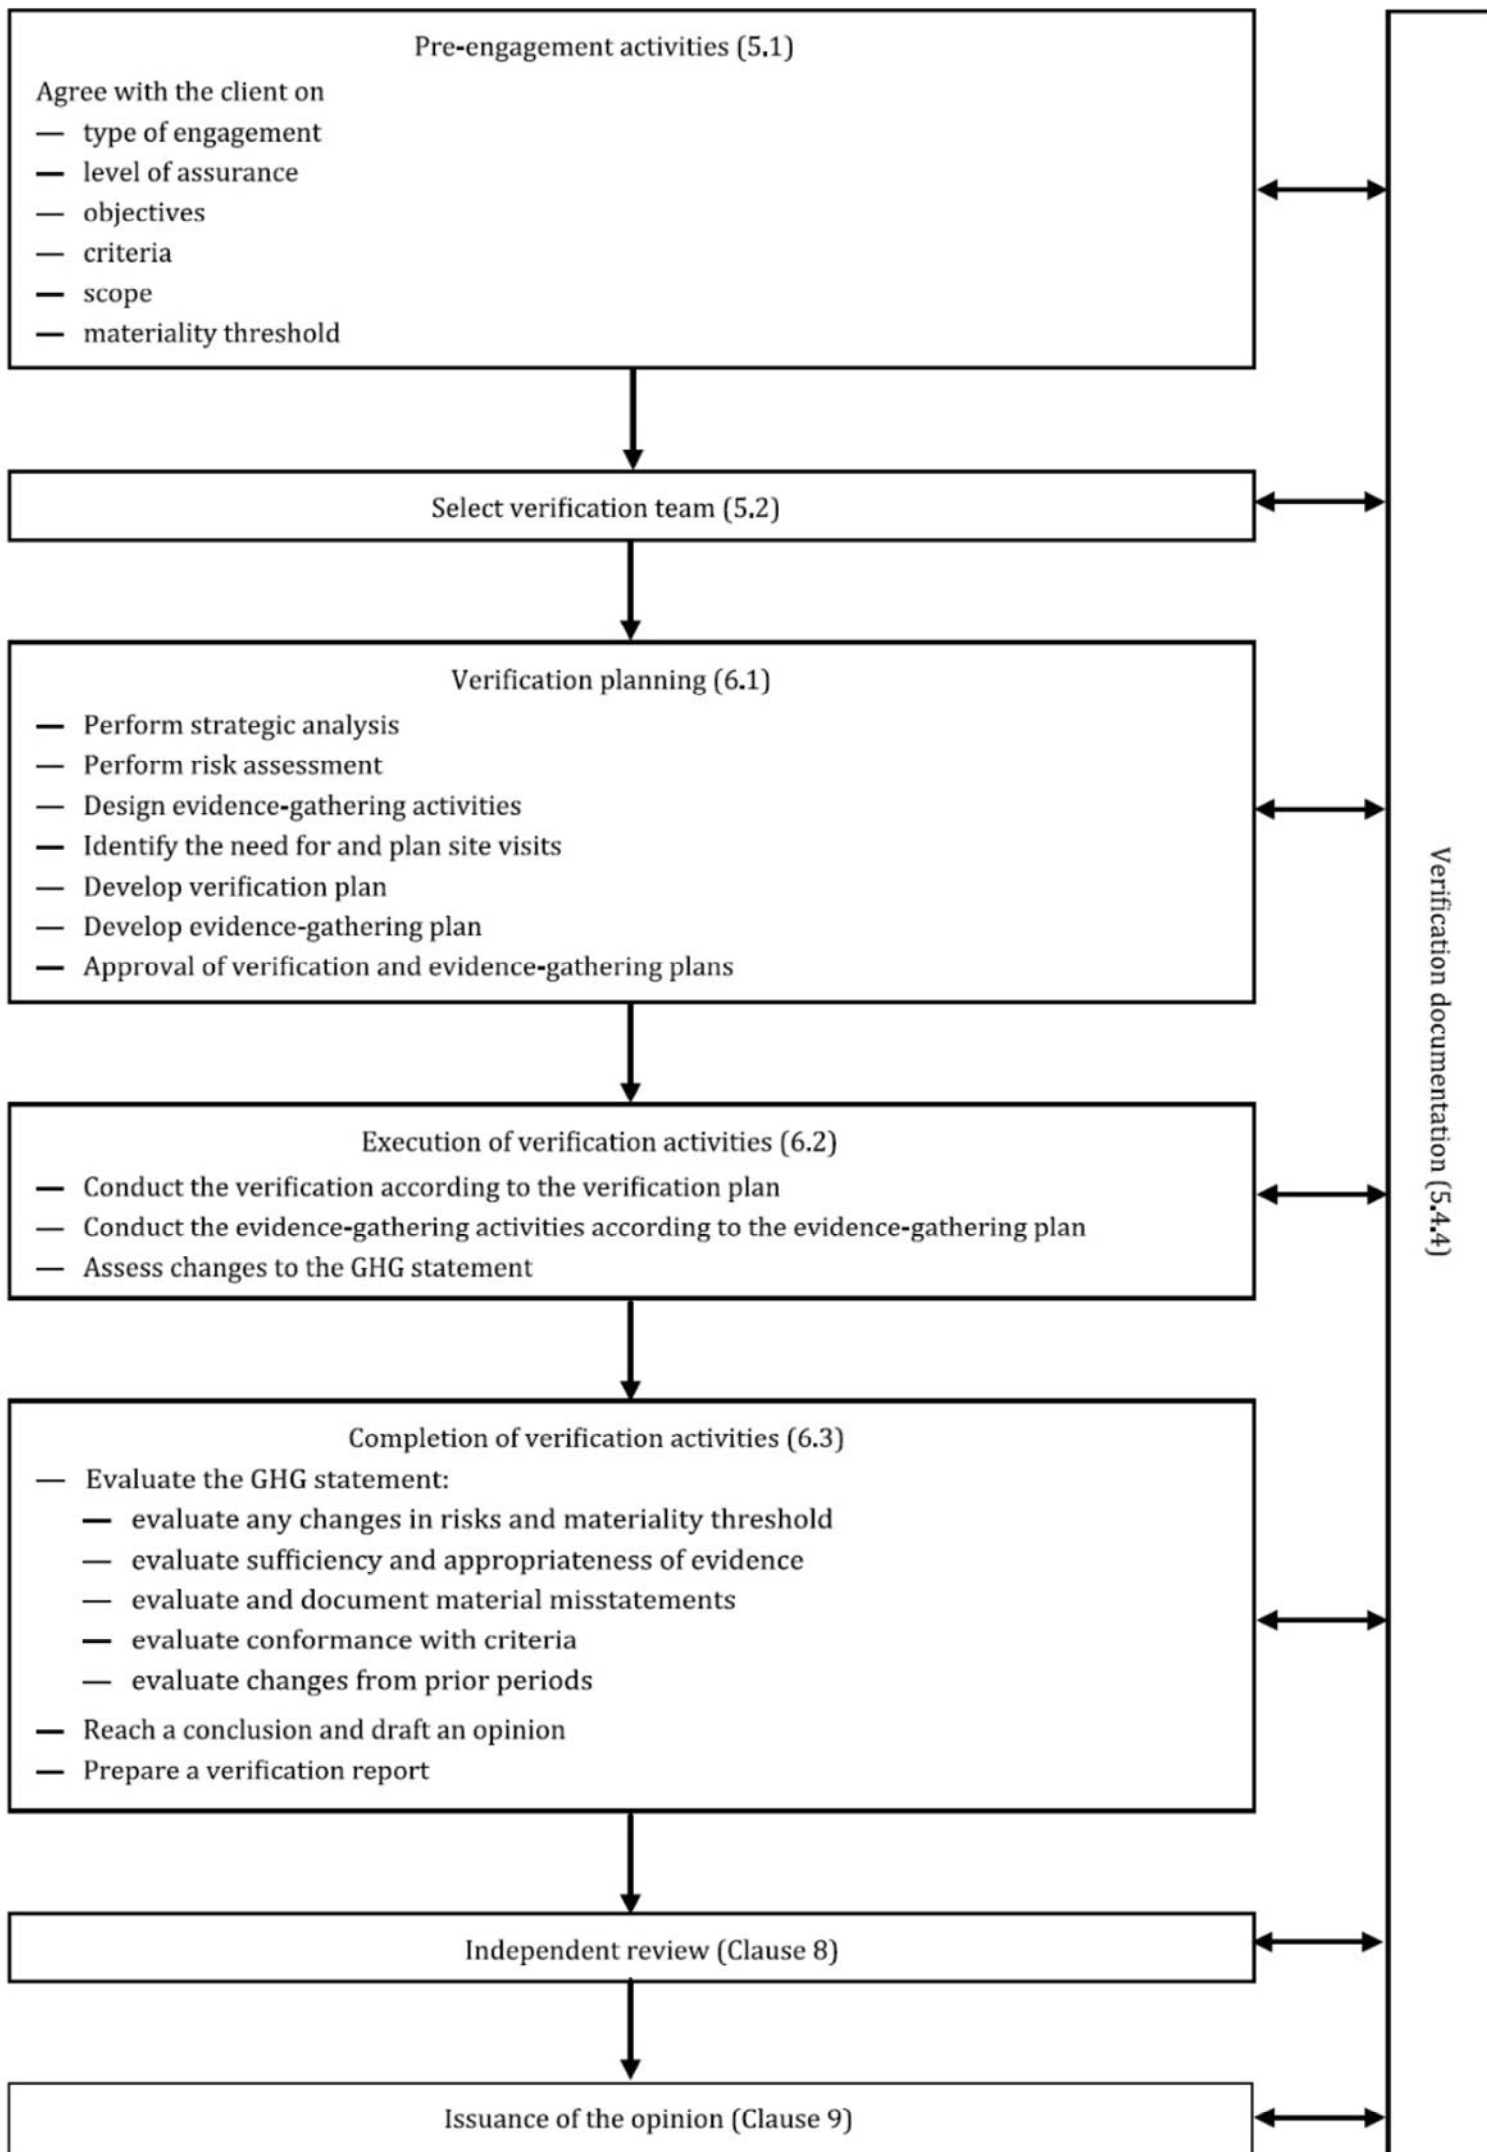 Pre-engagement activities (5.1)
Agree with the client on
— type of engagement
— level of assurance
— objectives
— criteria
— scope
— materiality threshold
Select verification team (5.2)
Verification planning (6.1)
— Perform strategic analysis
— Perform risk assessment
— Design evidence-gathering activities
— Identify the need for and plan site visits
— Develop verification plan
— Develop evidence-gathering plan
— Approval of verification and evidence-gathering plans
Execution of verification activities (6.2)
— Conduct the verification according to the verification plan
— Conduct the evidence-gathering activities according to the evidence-gathering plan
— Assess changes to the GHG statement
Completion of verification activities (6.3)
— Evaluate the GHG statement:
— evaluate any changes in risks and materiality threshold
— evaluate sufficiency and appropriateness of evidence
— evaluate and document material misstatements
— evaluate conformance with criteria
— evaluate changes from prior periods
— Reach a conclusion and draft an opinion
— Prepare a verification report
Independent review (Clause 8)
Issuance of the opinion (Clause 9)
Verification documentation (5.4.4)